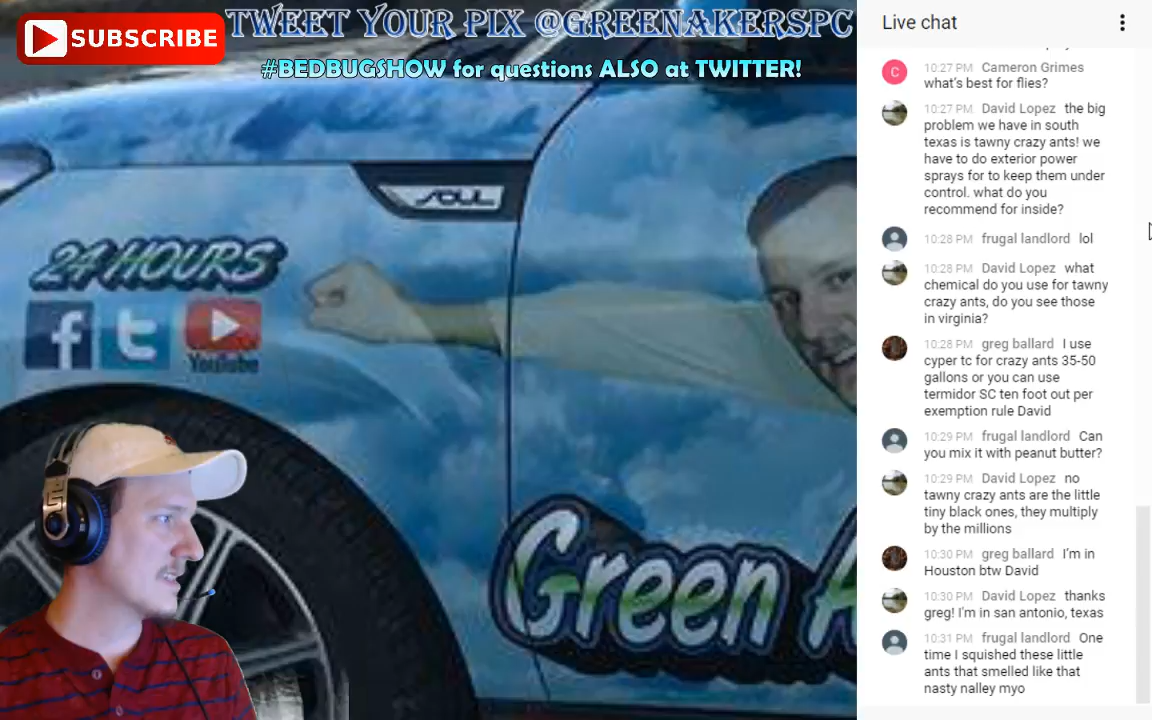 SUBSCRIBE
TWEET YOUR PIX @GREENAKERSPC
#BEDBUGSHOW for questions ALSO at TWITTER!
SOUL
24 HOURS
YouTube
Green A
Live chat
C
10:27 PM Cameron Grimes
what's best for flies?
10:27 PM David Lopez the big
problem we have in south
texas is tawny crazy ants! we
have to do exterior power
sprays for to keep them under
control. what do you
recommend for inside?
10:28 PM frugal landlord lol
10:28 PM David Lopez what
chemical do you use for tawny
crazy ants, do you see those
in virginia?
10:28 PM greg ballard I use
cyper tc for crazy ants 35-50
gallons or you can use
termidor SC ten foot out per
exemption rule David
10:29 PM frugal landlord Can
you mix it with peanut butter?
10:29 PM David Lopez no
tawny crazy ants are the little
tiny black ones, they multiply
by the millions
10:30 PM greg ballard I'm in
Houston btw David
10:30 PM David Lopez thanks
greg! I'm in san antonio, texas
10:31 PM frugal landlord One
time I squished these little
ants that smelled like that
nasty nalley myo